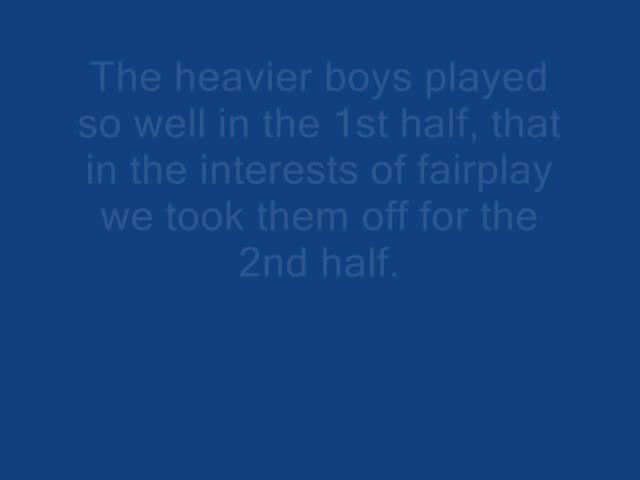 The heavier boys played
so well in the 1st half, that
in the interests of fairplay
we took them off for the
2nd half.